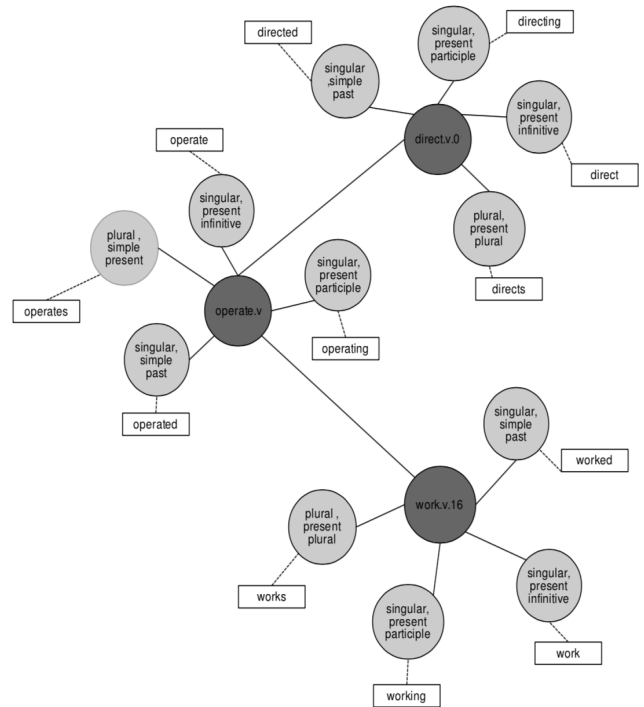 directed
directing
singular
,simple
past
singular,
present
participle
singular,
present
infinitive
direct.v.0
direct
operate
singular,
present
infinitive
plural ,
simple
present
plural,
present
plural
directs
singular,
present
participle
operates
operate.v
operating
singular,
simple
past
operated
singular,
simple
past
worked
plural ,
present
plural
work.v.16
works
singular,
present
infinitive
singular,
present
participle
work
working